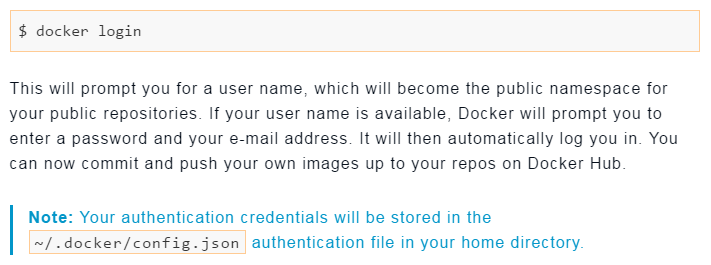 $ docker login
This will prompt you for a user name, which will become the public namespace for
your public repositories. If your user name is available, Docker will prompt you to
enter a password and your e-mail address. It will then automatically log you in. You
can now commit and push your own images up to your repos on Docker Hub.
Note: Your authentication credentials will be stored in the
~/.docker/config.json authentication file in your home directory.